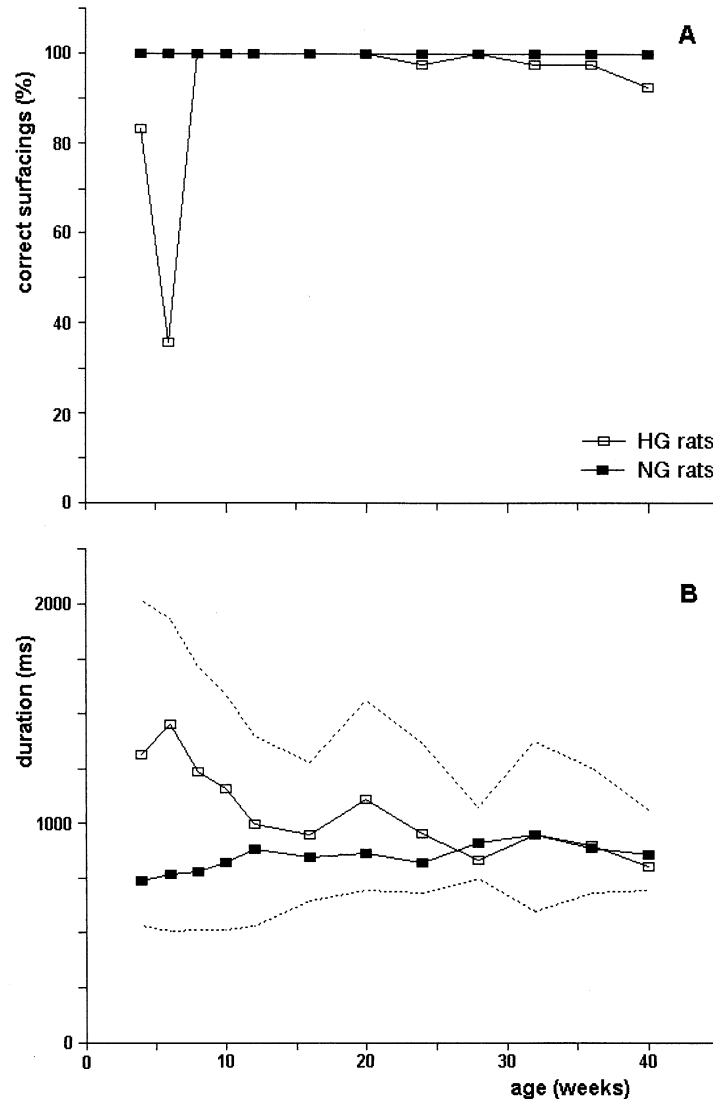 A
correct surfacings (%)
100
80
60
40
20
0
HG rats
NG rats
B
duration (ms)
2000
1000
0
0 10 20 30 40
age (weeks)